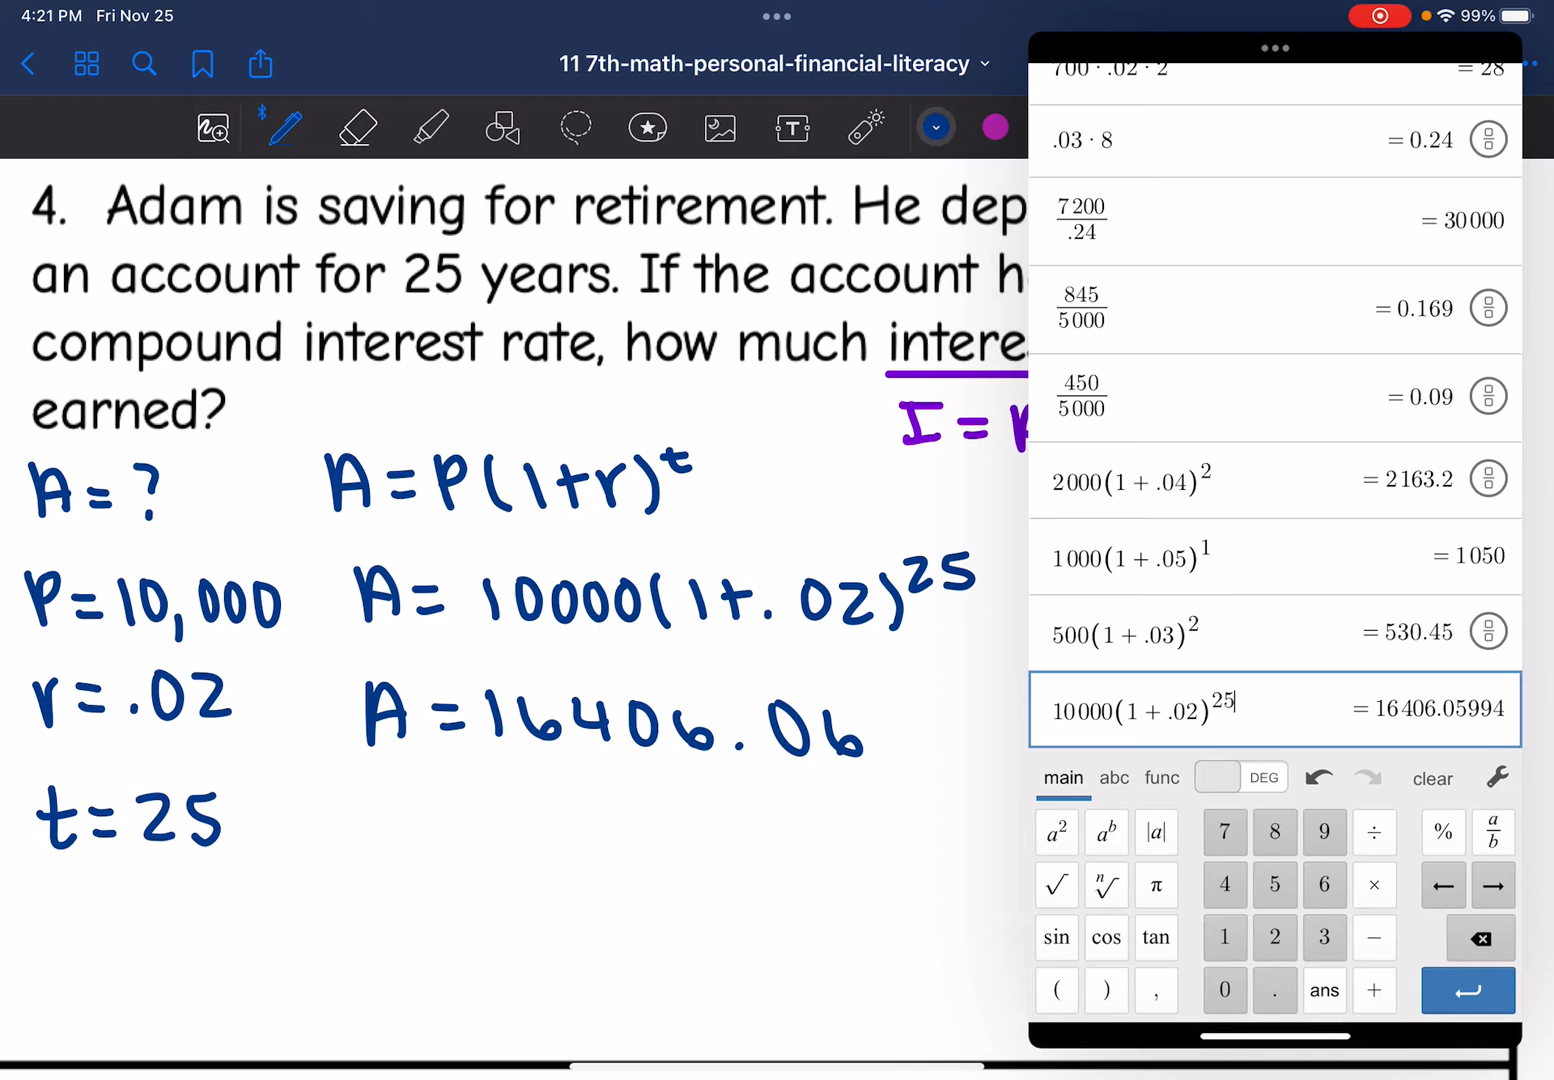 4:21 PM Fri Nov 25
99%
11 7th-math-personal-financial-literacy
T
4. Adam is saving for retirement. He dep
an account for 25 years. If the account h
compound interest rate, how much intere
earned?
I =
A = ?
A = P(1+r)^t
P = 10,000
A = 10000(1+.02)^25
r = .02
A = 16406.06
t = 25
700 · .02 · 2 = 28
.03 · 8 = 0.24
7200/.24 = 30000
845/5000 = 0.169
450/5000 = 0.09
2000(1 + .04)^2 = 2163.2
1000(1 + .05)^1 = 1050
500(1 + .03)^2 = 530.45
10000(1 + .02)^25 = 16406.05994
main abc func DEG clear
a² a^b |a| 7 8 9 ÷ % a/b
√ ⁿ√ π 4 5 6 × ← →
sin cos tan 1 2 3 −
( ) , 0 . ans +